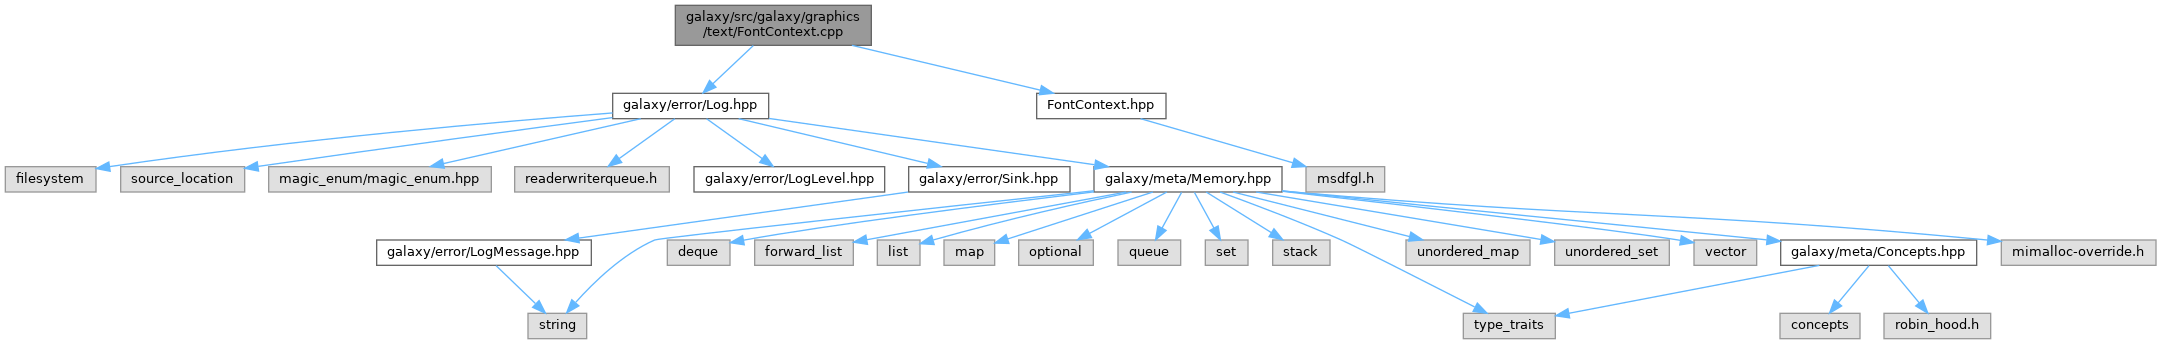 galaxy/src/galaxy/graphics
/text/FontContext.cpp
galaxy/error/Log.hpp
FontContext.hpp
filesystem
source_location
magic_enum/magic_enum.hpp
readerwriterqueue.h
galaxy/error/LogLevel.hpp
galaxy/error/Sink.hpp
galaxy/meta/Memory.hpp
msdfgl.h
galaxy/error/LogMessage.hpp
deque
forward_list
list
map
optional
queue
set
stack
unordered_map
unordered_set
vector
galaxy/meta/Concepts.hpp
mimalloc-override.h
string
type_traits
concepts
robin_hood.h